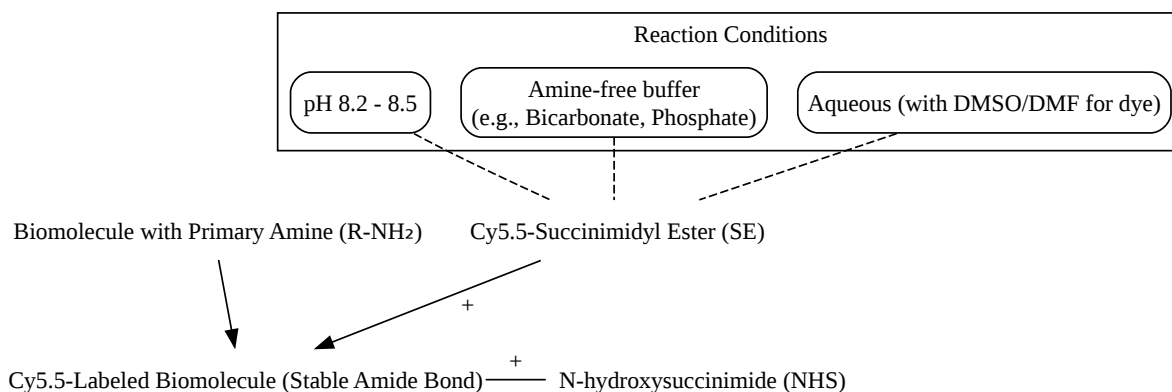 Reaction Conditions
pH 8.2 - 8.5
Amine-free buffer
(e.g., Bicarbonate, Phosphate)
Aqueous (with DMSO/DMF for dye)
Biomolecule with Primary Amine (R-NH₂)
Cy5.5-Succinimidyl Ester (SE)
+
Cy5.5-Labeled Biomolecule (Stable Amide Bond)
+
N-hydroxysuccinimide (NHS)